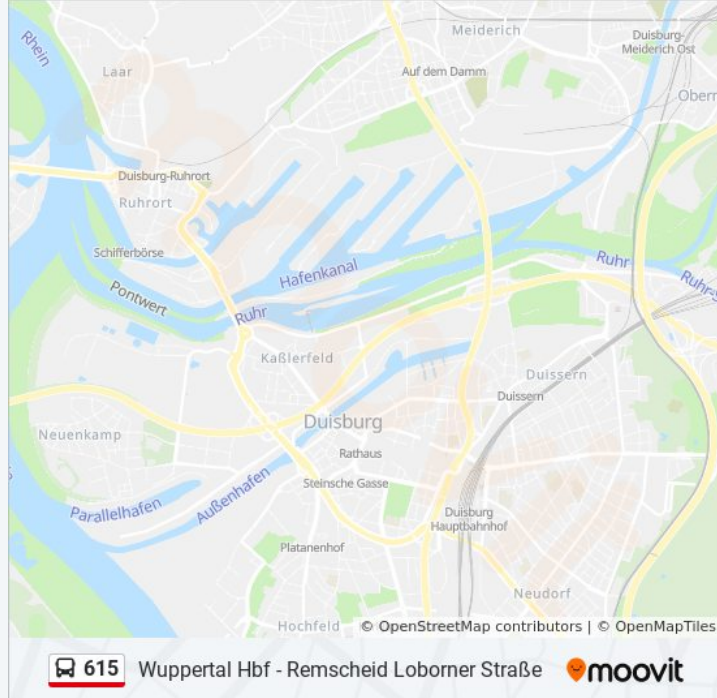 Meiderich
Duisburg-
Meiderich Ost
Rhein
Laar
Auf dem Damm
Duisburg-Ruhrort
Ruhrort
Schifferbörse
Hafenkanal
Ruhr
Pontwert
Ruhr
Kaßlerfeld
Duissern
Duissern
Duisburg
Neuenkamp
Rathaus
Steinsche Gasse
Parallelhafen
Außenhafen
Duisburg
Hauptbahnhof
Platanenhof
Neudorf
Hochfeld
© OpenStreetMap contributors | © OpenMapTiles
615 Wuppertal Hbf - Remscheid Loborner Straße moovit